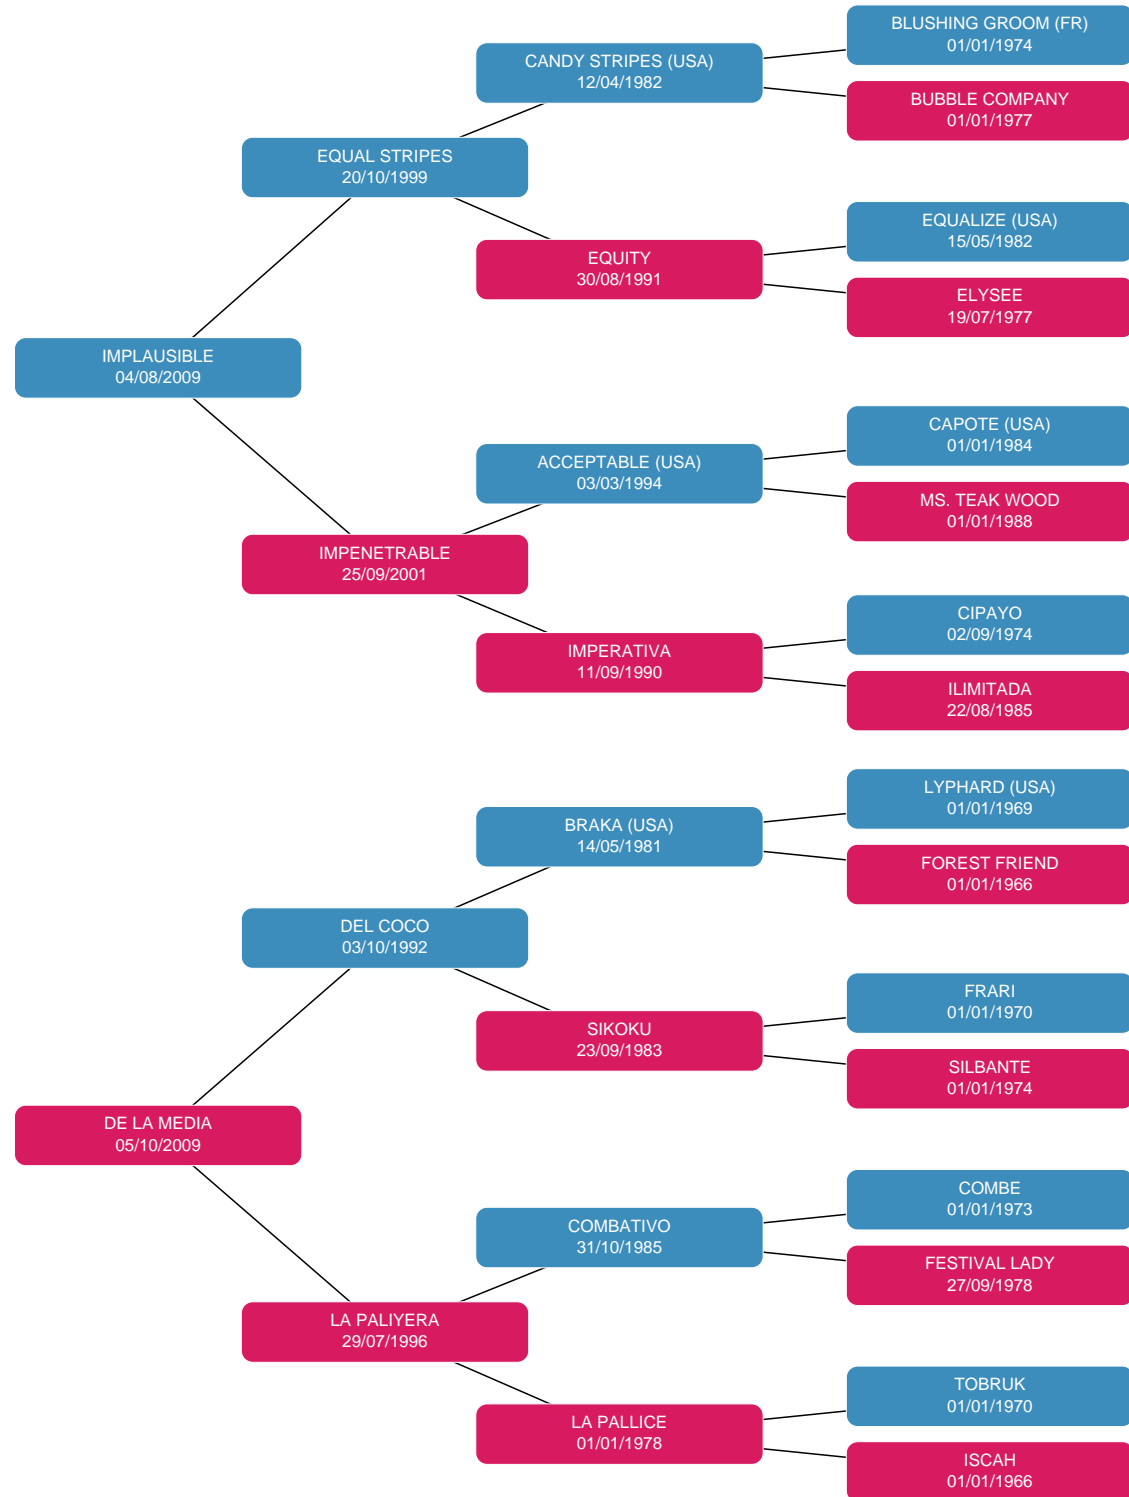 BLUSHING GROOM (FR)
01/01/1974
CANDY STRIPES (USA)
12/04/1982
BUBBLE COMPANY
01/01/1977
EQUAL STRIPES
20/10/1999
EQUALIZE (USA)
15/05/1982
EQUITY
30/08/1991
ELYSEE
19/07/1977
IMPLAUSIBLE
04/08/2009
CAPOTE (USA)
01/01/1984
ACCEPTABLE (USA)
03/03/1994
MS. TEAK WOOD
01/01/1988
IMPENETRABLE
25/09/2001
CIPAYO
02/09/1974
IMPERATIVA
11/09/1990
ILIMITADA
22/08/1985
LYPHARD (USA)
01/01/1969
BRAKA (USA)
14/05/1981
FOREST FRIEND
01/01/1966
DEL COCO
03/10/1992
FRARI
01/01/1970
SIKOKU
23/09/1983
SILBANTE
01/01/1974
DE LA MEDIA
05/10/2009
COMBE
01/01/1973
COMBATIVO
31/10/1985
FESTIVAL LADY
27/09/1978
LA PALIYERA
29/07/1996
TOBRUK
01/01/1970
LA PALLICE
01/01/1978
ISCAH
01/01/1966